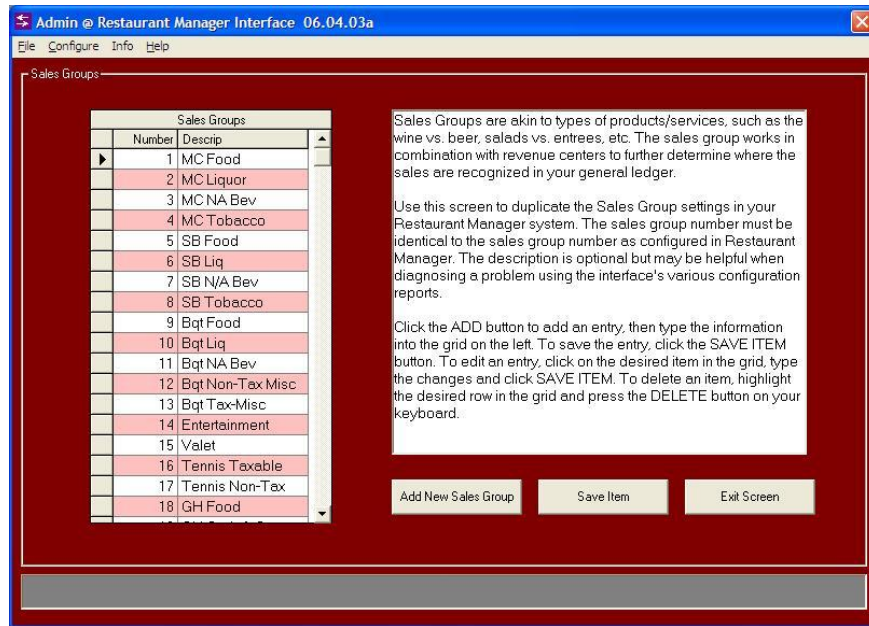 Admin @ Restaurant Manager Interface 06.04.03a
File Configure Info Help
Sales Groups
Sales Groups
Number Descrip
1 MC Food
2 MC Liquor
3 MC NA Bev
4 MC Tobacco
5 SB Food
6 SB Liq
7 SB N/A Bev
8 SB Tobacco
9 Bqt Food
10 Bqt Liq
11 Bqt NA Bev
12 Bqt Non-Tax Misc
13 Bqt Tax-Misc
14 Entertainment
15 Valet
16 Tennis Taxable
17 Tennis Non-Tax
18 GH Food
Sales Groups are akin to types of products/services, such as the
wine vs. beer, salads vs. entrees, etc. The sales group works in
combination with revenue centers to further determine where the
sales are recognized in your general ledger.
Use this screen to duplicate the Sales Group settings in your
Restaurant Manager system. The sales group number must be
identical to the sales group number as configured in Restaurant
Manager. The description is optional but may be helpful when
diagnosing a problem using the interface's various configuration
reports.
Click the ADD button to add an entry, then type the information
into the grid on the left. To save the entry, click the SAVE ITEM
button. To edit an entry, click on the desired item in the grid, type
the changes and click SAVE ITEM. To delete an item, highlight
the desired row in the grid and press the DELETE button on your
keyboard.
Add New Sales Group
Save Item
Exit Screen